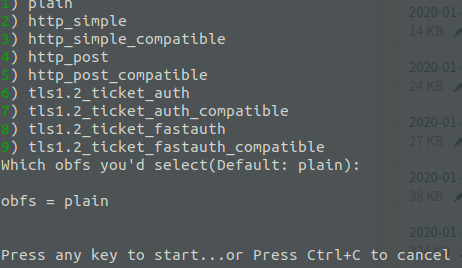 1) plain
2) http_simple
3) http_simple_compatible
4) http_post
5) http_post_compatible
6) tls1.2_ticket_auth
7) tls1.2_ticket_auth_compatible
8) tls1.2_ticket_fastauth
9) tls1.2_ticket_fastauth_compatible
Which obfs you'd select(Default: plain):
obfs = plain
Press any key to start...or Press Ctrl+C to cancel
2020-01-
14 KB
2020-01-
24 KB
2020-01-
27 KB
2020-01-
38 KB
2020-01-